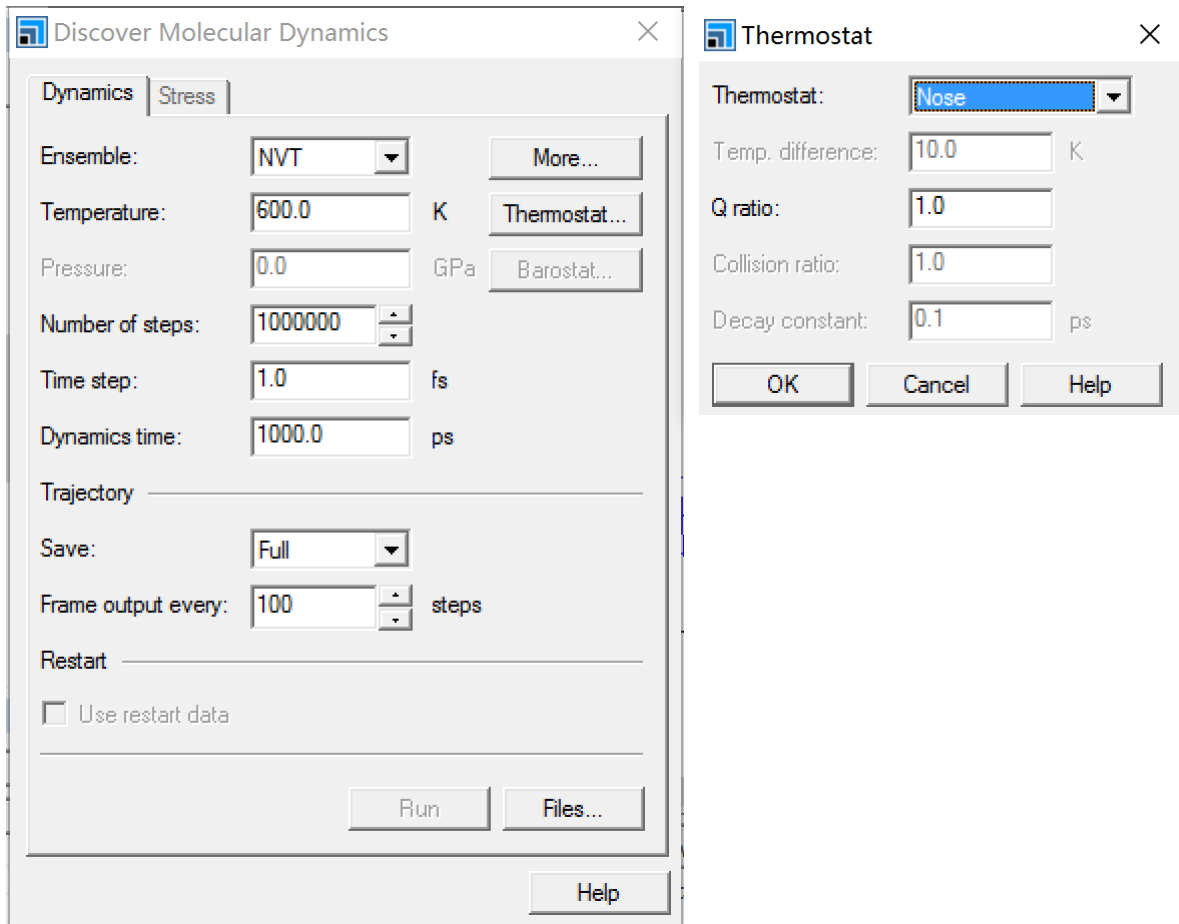 Discover Molecular Dynamics
Dynamics Stress
Ensemble: NVT More...
Temperature: 600.0 K Thermostat...
Pressure: 0.0 GPa Barostat...
Number of steps: 1000000
Time step: 1.0 fs
Dynamics time: 1000.0 ps
Trajectory
Save: Full
Frame output every: 100 steps
Restart
Use restart data
Run Files...
Help
Thermostat
Thermostat: Nose
Temp. difference: 10.0 K
Q ratio: 1.0
Collision ratio: 1.0
Decay constant: 0.1 ps
OK Cancel Help